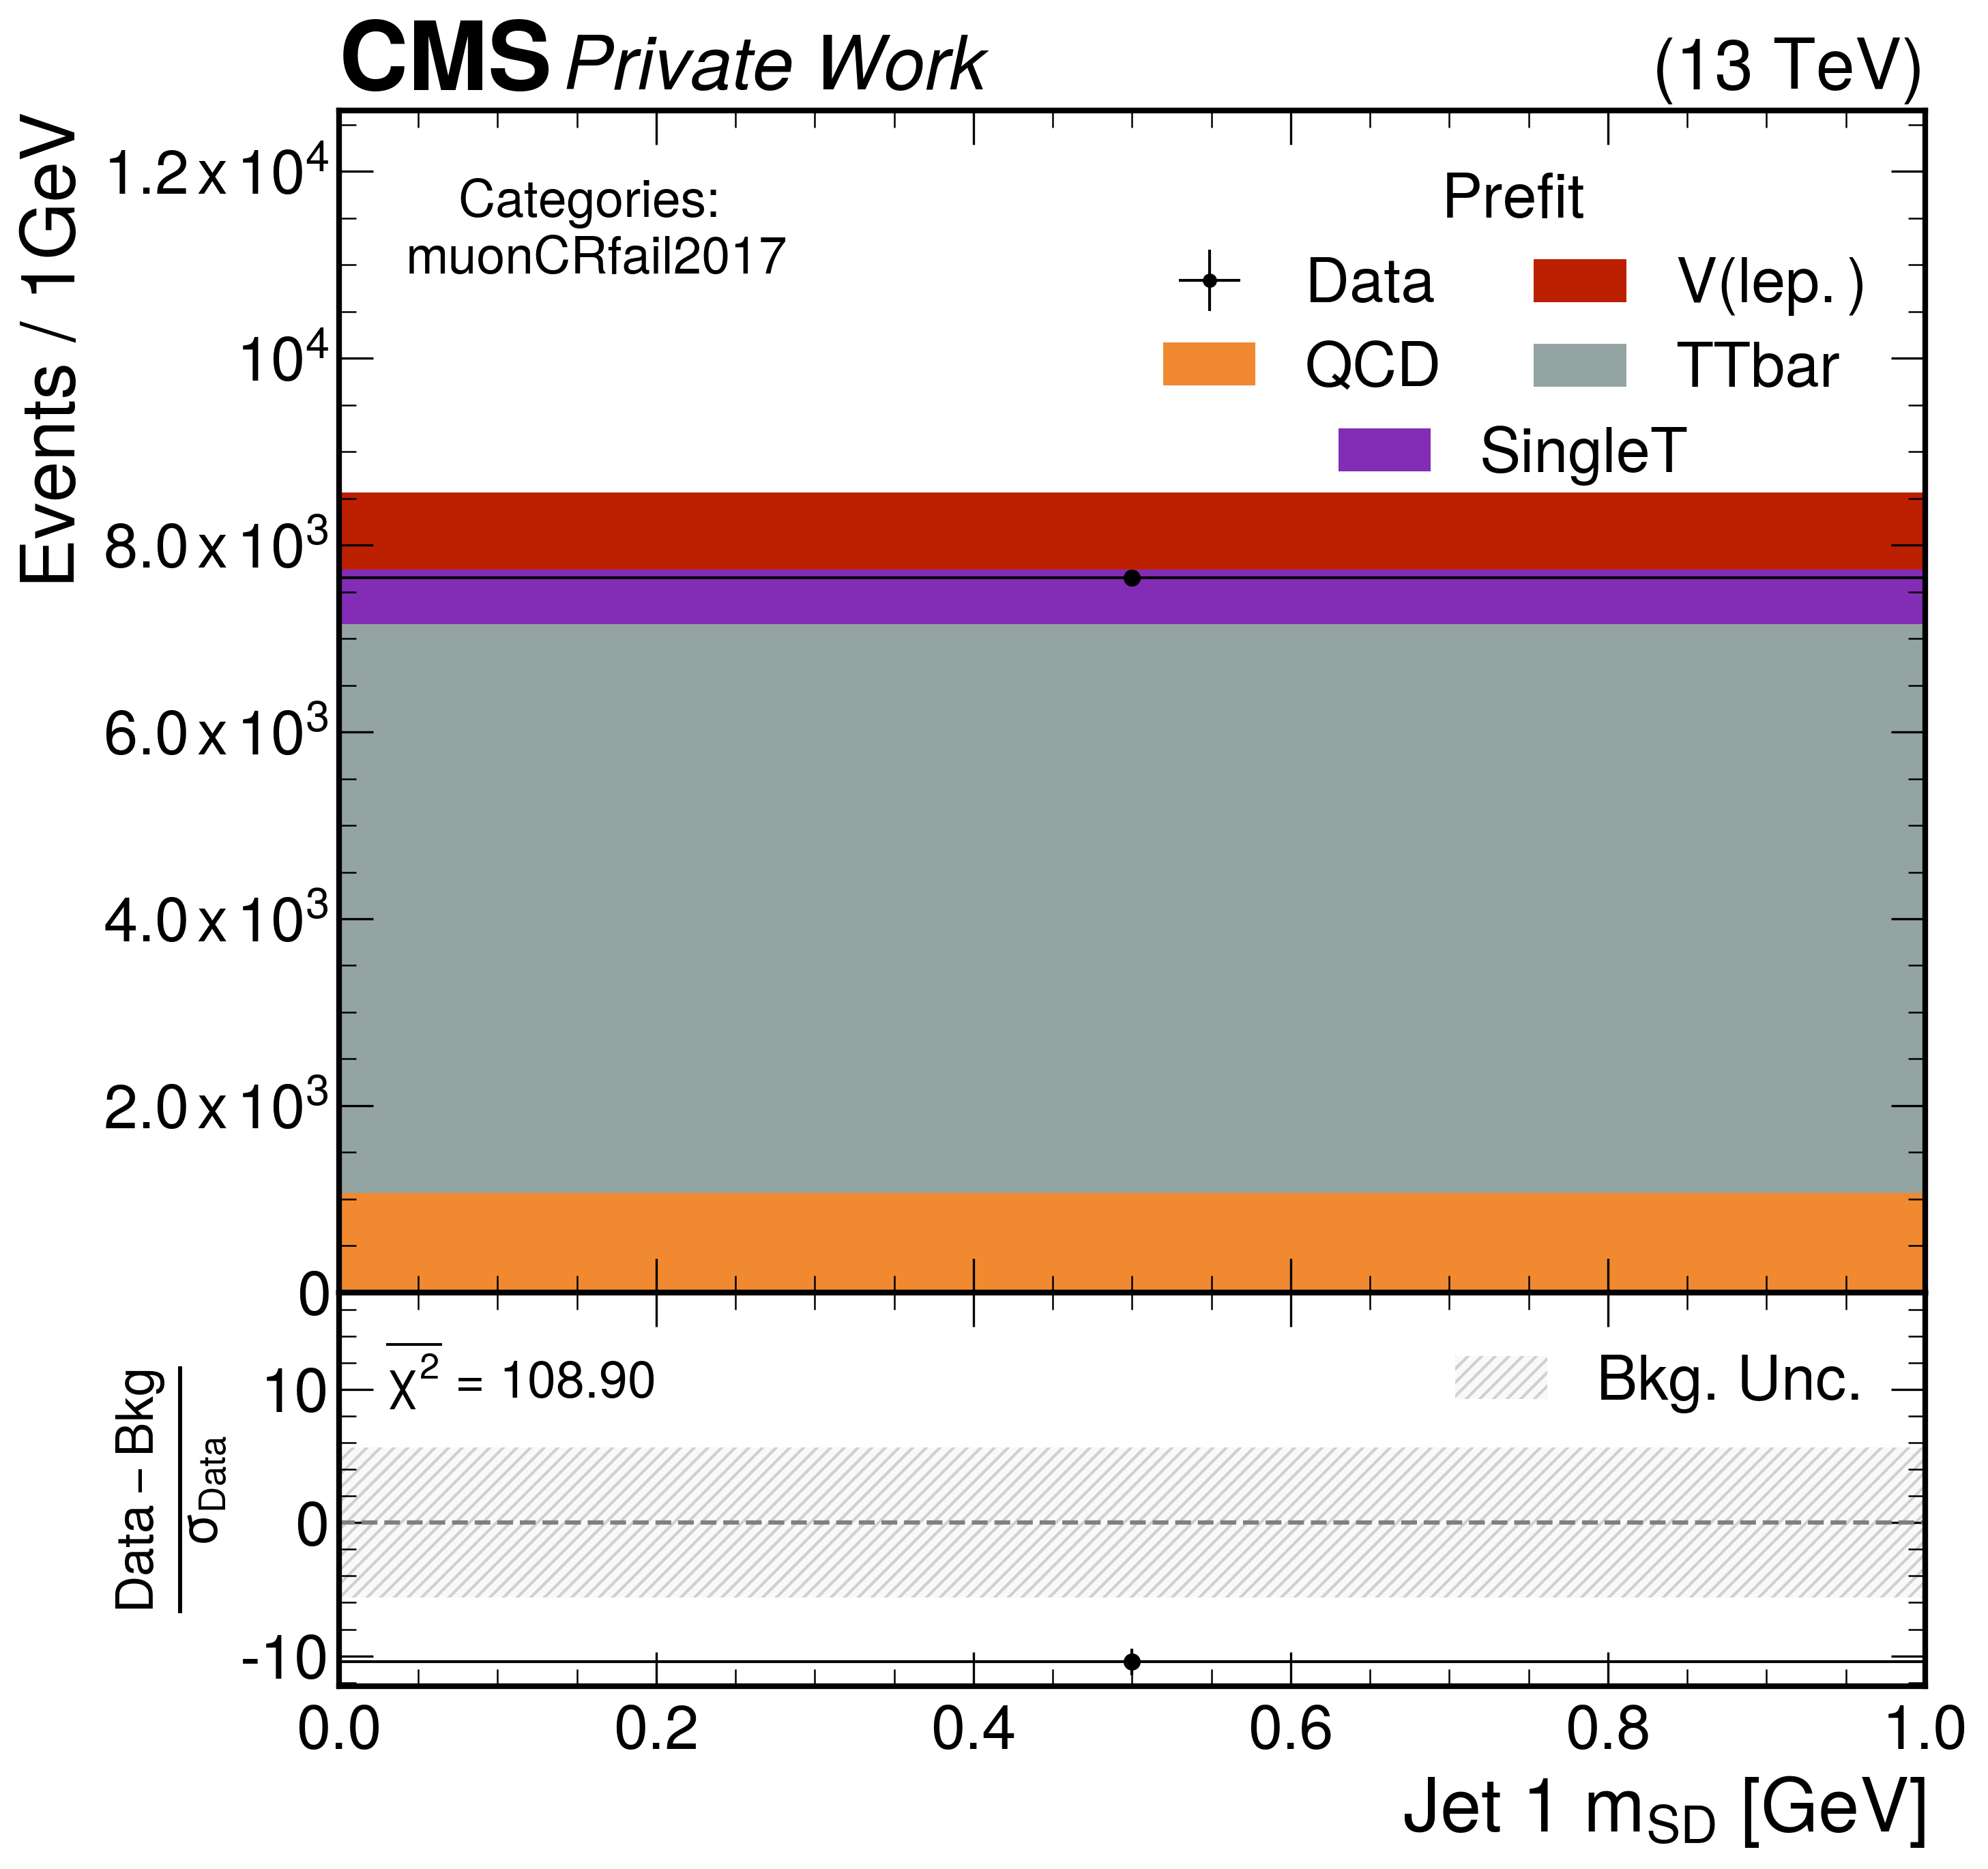 CMS Private Work (13 TeV)
Events / 1GeV
1.2 x 10⁴
10⁴
8.0 x 10³
6.0 x 10³
4.0 x 10³
2.0 x 10³
0
Categories:
muonCRfail2017
Prefit
Data V(lep.)
QCD TTbar
SingleT
Data − Bkg
σ_Data
10
0
-10
χ² = 108.90
Bkg. Unc.
0.0 0.2 0.4 0.6 0.8 1.0
Jet 1 m_SD [GeV]